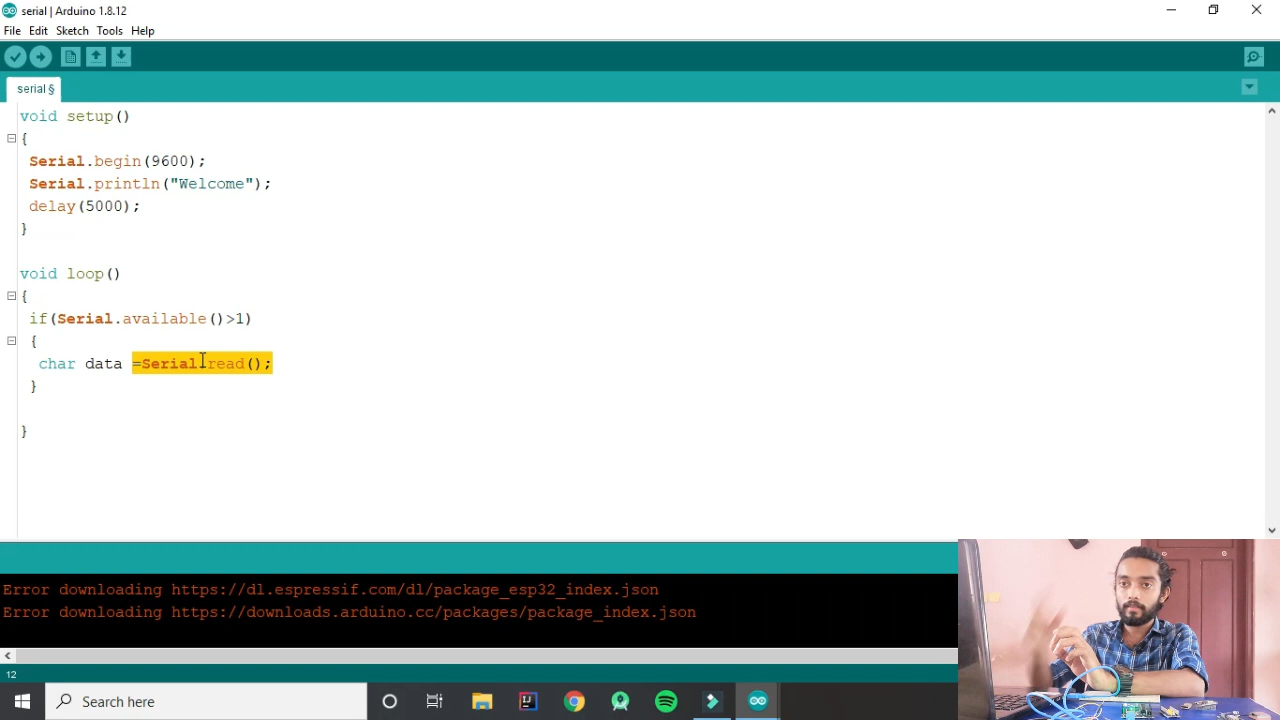 serial | Arduino 1.8.12
File Edit Sketch Tools Help
serial §
void setup()
{
Serial.begin(9600);
Serial.println("Welcome");
delay(5000);
}
void loop()
{
if(Serial.available()>1)
{
char data =Serial.read();
}
}
Error downloading https://dl.espressif.com/dl/package_esp32_index.json
Error downloading https://downloads.arduino.cc/packages/package_index.json
12
Search here